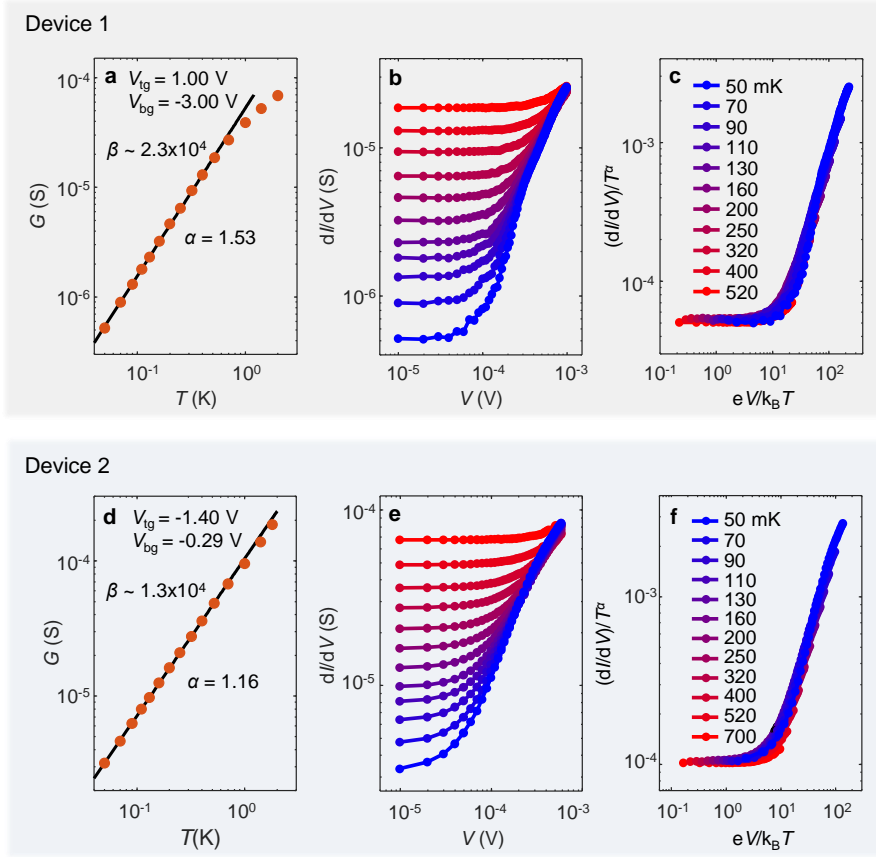 Device 1
a
V_tg = 1.00 V
V_bg = -3.00 V
β ~ 2.3x10^4
α = 1.53
10^-4
10^-5
10^-6
G (S)
10^-1
10^0
T (K)
b
10^-5
10^-6
dI/dV (S)
10^-5
10^-4
10^-3
V (V)
c
50 mK
70
90
110
130
160
200
250
320
400
520
10^-3
10^-4
(dI/dV)/T^α
10^-1
10^0
10^1
10^2
eV/k_BT
Device 2
d
V_tg = -1.40 V
V_bg = -0.29 V
β ~ 1.3x10^4
α = 1.16
10^-4
10^-5
G (S)
10^-1
10^0
T(K)
e
10^-4
10^-5
dI/dV (S)
10^-5
10^-4
10^-3
V (V)
f
50 mK
70
90
110
130
160
200
250
320
400
520
700
10^-3
10^-4
(dI/dV)/T^α
10^-1
10^0
10^1
10^2
eV/k_BT